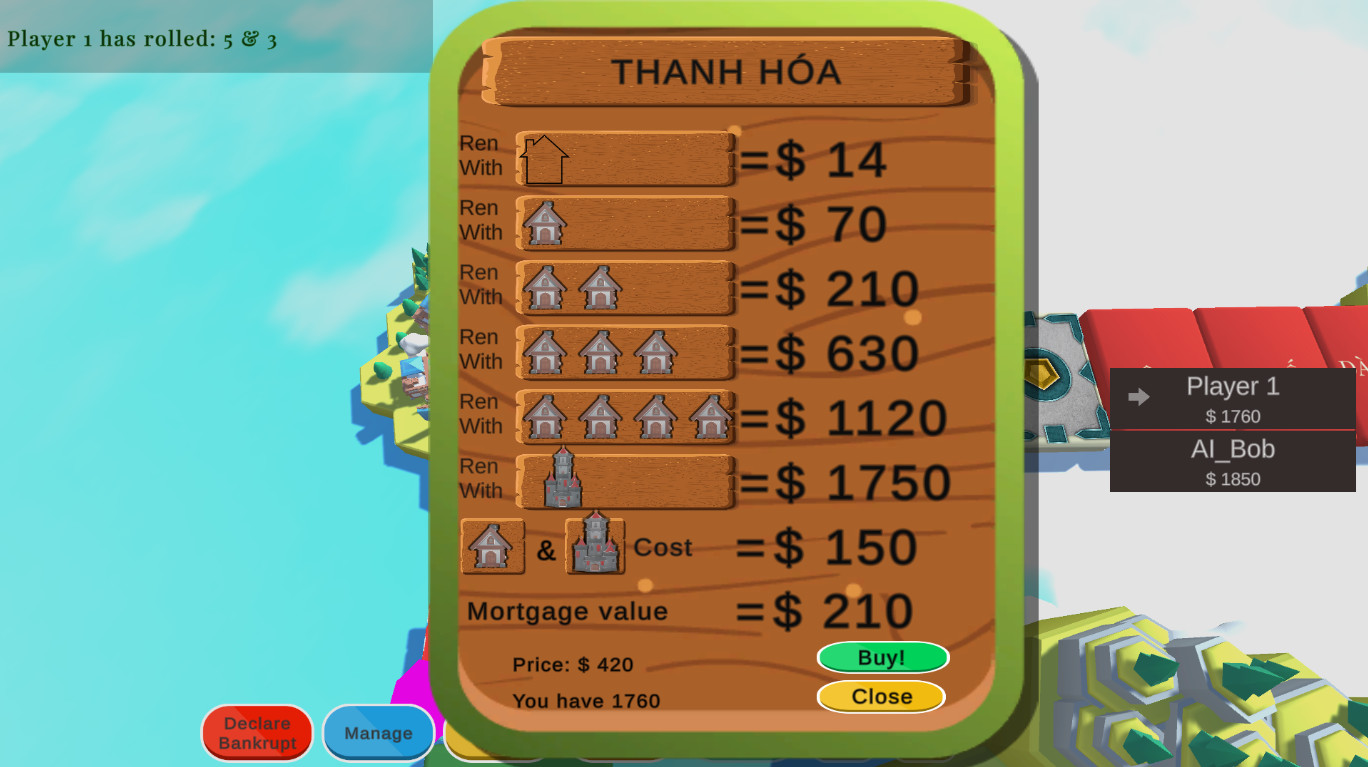 Player 1 has rolled: 5 & 3
THANH HÓA
Ren
With
=$ 14
Ren
With
=$ 70
Ren
With
=$ 210
Ren
With
=$ 630
Ren
With
=$ 1120
Ren
With
=$ 1750
& Cost =$ 150
Mortgage value =$ 210
Price: $ 420
Buy!
You have 1760
Close
Player 1
$ 1760
AI_Bob
$ 1850
Declare
Bankrupt
Manage